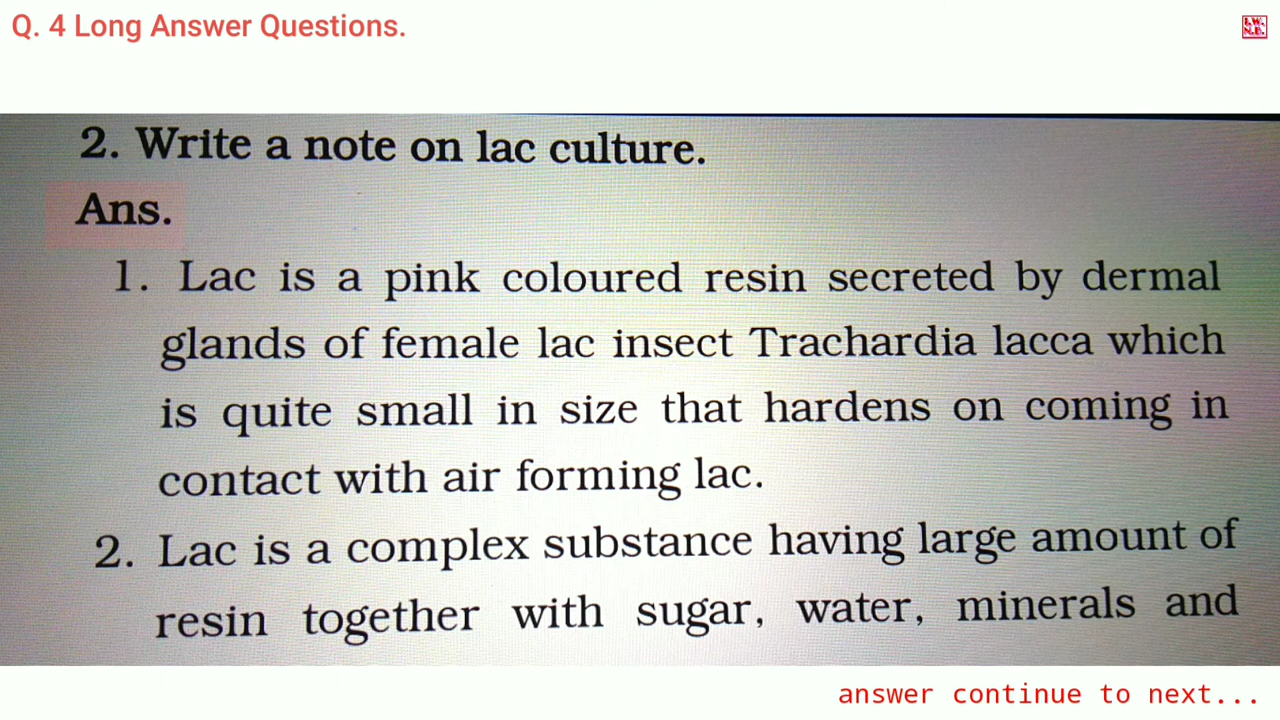 Q. 4 Long Answer Questions.
I.W.
N.B.
2. Write a note on lac culture.
Ans.
1. Lac is a pink coloured resin secreted by dermal
glands of female lac insect Trachardia lacca which
is quite small in size that hardens on coming in
contact with air forming lac.
2. Lac is a complex substance having large amount of
resin together with sugar, water, minerals and
answer continue to next...